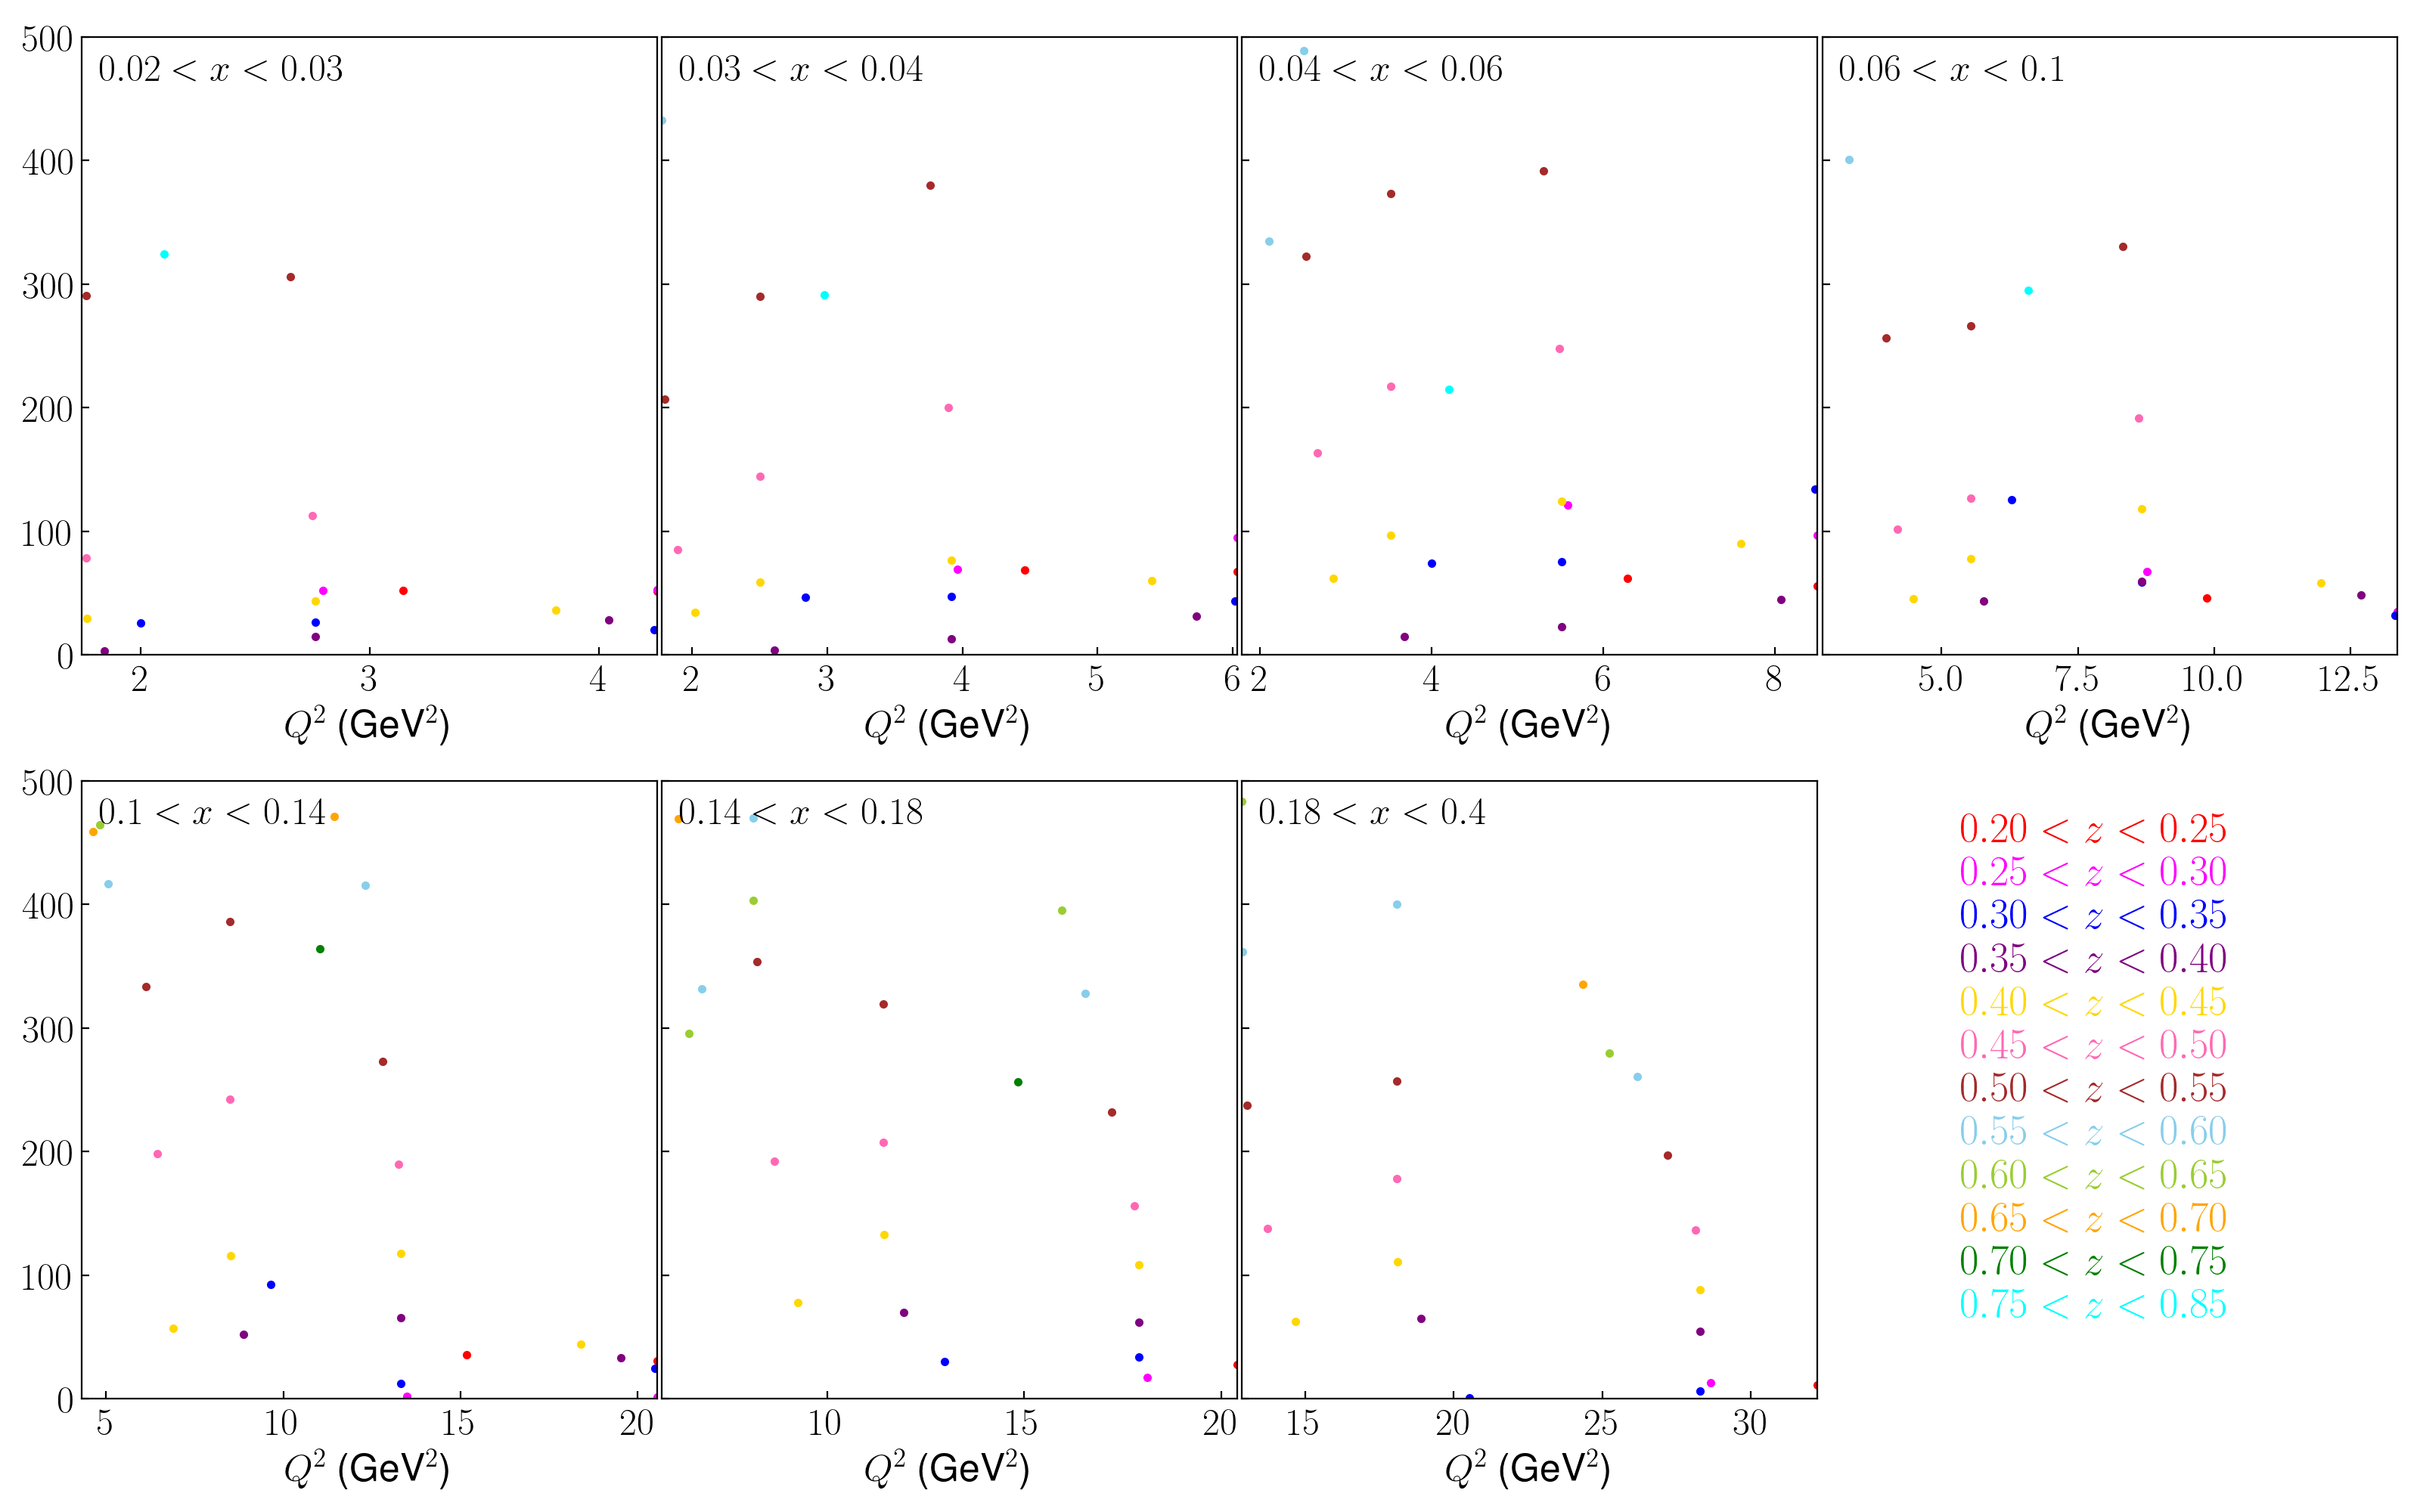 500
400
300
200
100
0
0.02 < x < 0.03
2 3 4
Q² (GeV²)
0.03 < x < 0.04
2 3 4 5 6
Q² (GeV²)
0.04 < x < 0.06
2 4 6 8
Q² (GeV²)
0.06 < x < 0.1
5.0 7.5 10.0 12.5
Q² (GeV²)
500
400
300
200
100
0
0.1 < x < 0.14
5 10 15 20
Q² (GeV²)
0.14 < x < 0.18
10 15 20
Q² (GeV²)
0.18 < x < 0.4
15 20 25 30
Q² (GeV²)
0.20 < z < 0.25
0.25 < z < 0.30
0.30 < z < 0.35
0.35 < z < 0.40
0.40 < z < 0.45
0.45 < z < 0.50
0.50 < z < 0.55
0.55 < z < 0.60
0.60 < z < 0.65
0.65 < z < 0.70
0.70 < z < 0.75
0.75 < z < 0.85